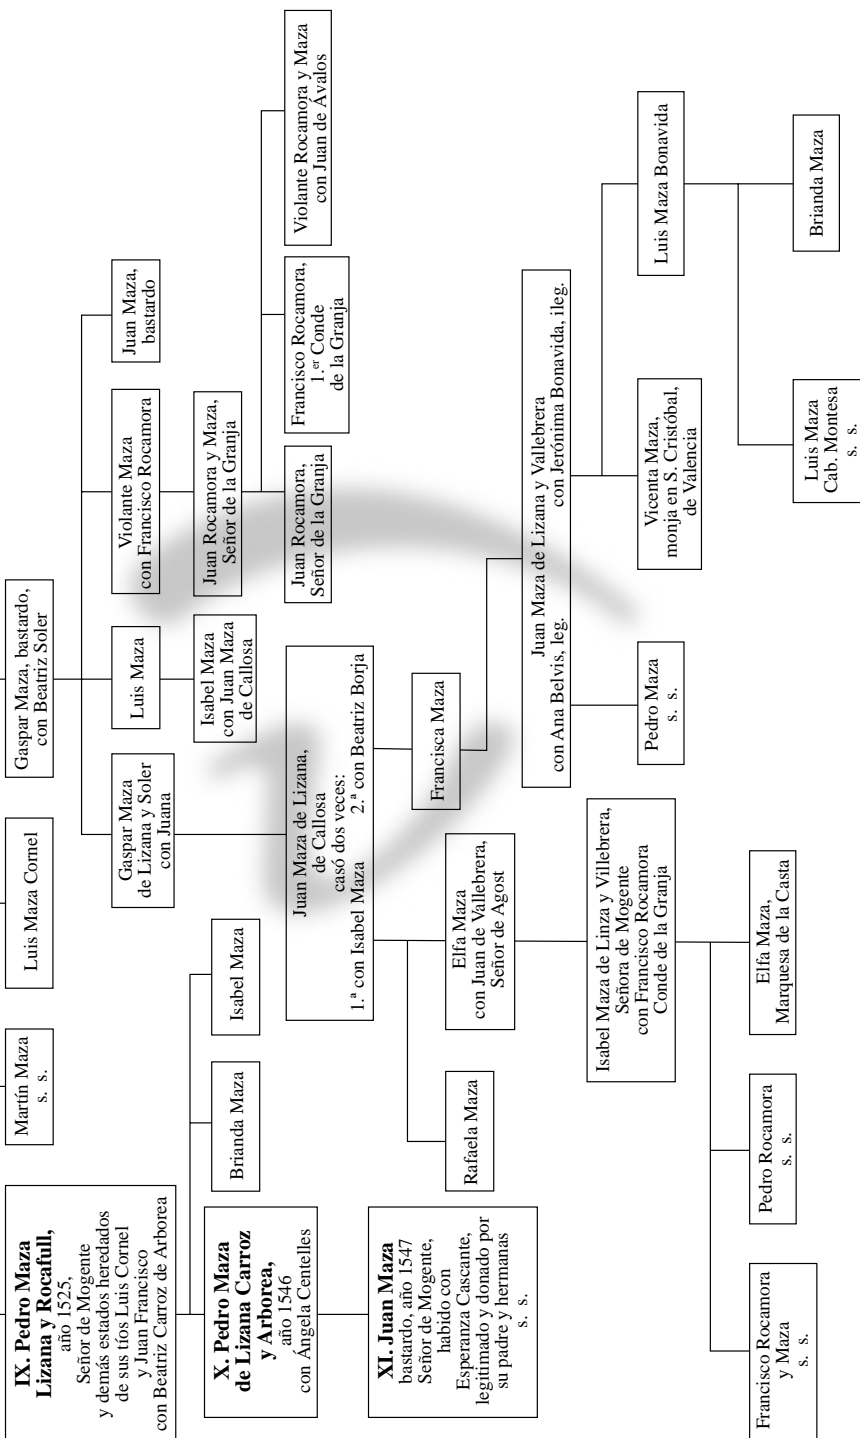 IX. Pedro Maza
Lizana y Rocafull,
año 1525,
Señor de Mogente
y demás estados heredados
de sus tíos Luis Cornel
y Juan Francisco
con Beatriz Carroz de Arborea
Martín Maza
s. s.
Luis Maza Cornel
Gaspar Maza, bastardo,
con Beatriz Soler
X. Pedro Maza
de Lizana Carroz
y Arborea,
año 1546
con Ángela Centelles
Brianda Maza
Isabel Maza
Gaspar Maza
de Lizana y Soler
con Juana
Luis Maza
Violante Maza
con Francisco Rocamora
Juan Maza,
bastardo
Isabel Maza
con Juan Maza
de Callosa
Juan Rocamora y Maza,
Señor de la Granja
XI. Juan Maza
bastardo, año 1547
Señor de Mogente,
habido con
Esperanza Cascante,
legitimado y donado por
su padre y hermanas
s. s.
Juan Maza de Lizana,
de Callosa
casó dos veces:
1.ª con Isabel Maza 2.ª con Beatriz Borja
Juan Rocamora,
Señor de la Granja
Francisco Rocamora,
1.er Conde
de la Granja
Violante Rocamora y Maza
con Juan de Ávalos
Rafaela Maza
Elfa Maza
con Juan de Vallebrera,
Señor de Agost
Francisca Maza
Juan Maza de Lizana y Vallebrera
con Ana Belvis, leg. con Jerónima Bonavida, ileg.
Isabel Maza de Linza y Villebrera,
Señora de Mogente
con Francisco Rocamora
Conde de la Granja
Pedro Maza
s. s.
Vicenta Maza,
monja en S. Cristóbal,
de Valencia
Luis Maza Bonavida
Francisco Rocamora
y Maza
s. s.
Pedro Rocamora
s. s.
Elfa Maza,
Marquesa de la Casta
Luis Maza
Cab. Montesa
s. s.
Brianda Maza